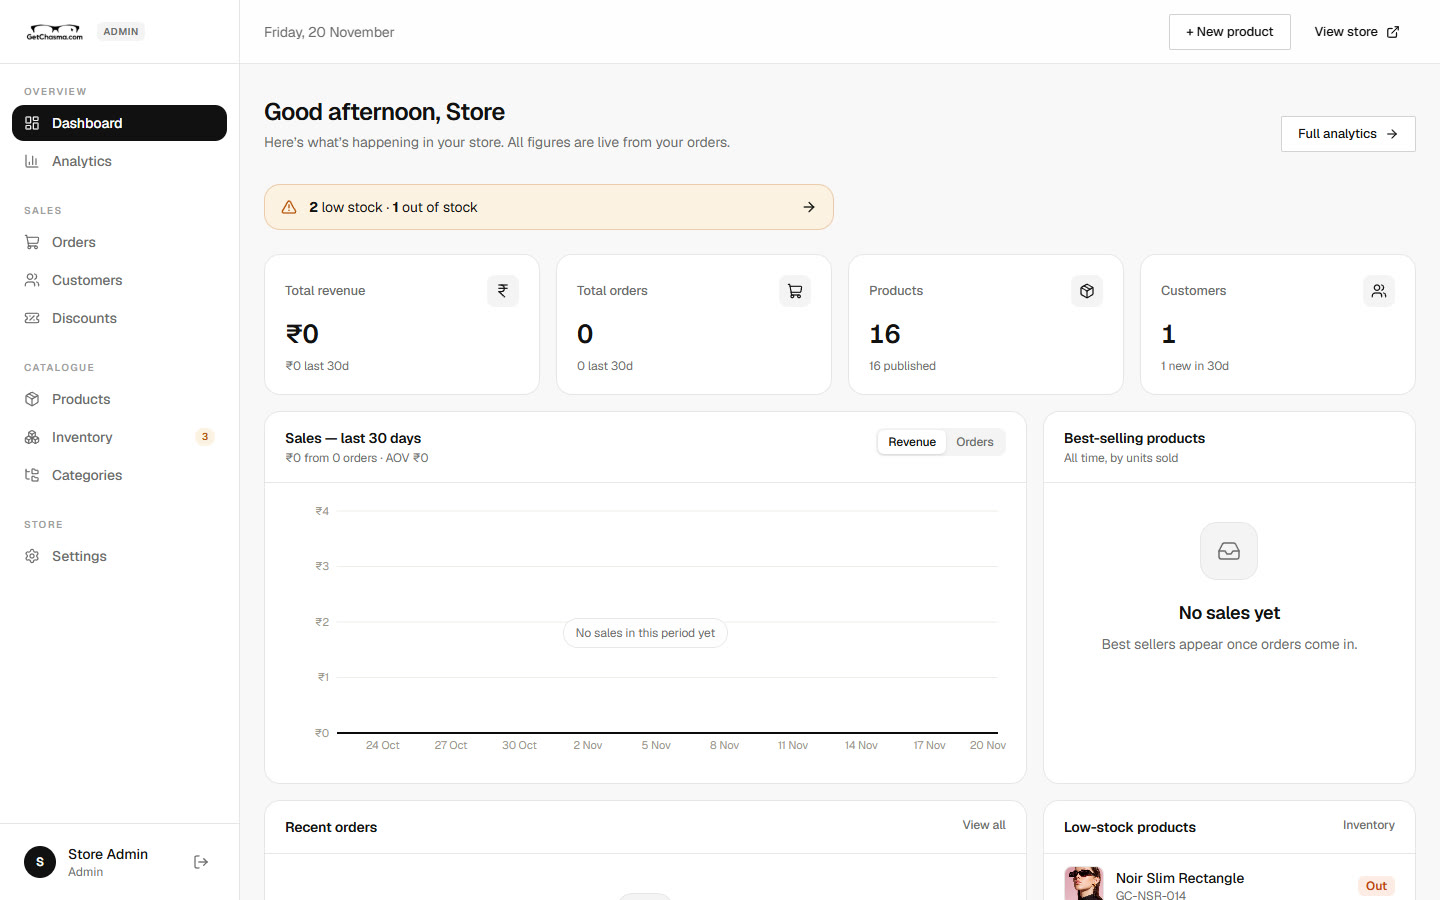 GetChasma.com
ADMIN
Friday, 20 November
+ New product
View store
OVERVIEW
Dashboard
Analytics
SALES
Orders
Customers
Discounts
CATALOGUE
Products
Inventory
3
Categories
STORE
Settings
Store Admin
S
Admin
Good afternoon, Store
Here's what's happening in your store. All figures are live from your orders.
Full analytics
2 low stock · 1 out of stock
Total revenue
₹
₹0
₹0 last 30d
Total orders
0
0 last 30d
Products
16
16 published
Customers
1
1 new in 30d
Sales — last 30 days
₹0 from 0 orders · AOV ₹0
Revenue
Orders
₹4
₹3
₹2
₹1
₹0
No sales in this period yet
24 Oct
27 Oct
30 Oct
2 Nov
5 Nov
8 Nov
11 Nov
14 Nov
17 Nov
20 Nov
Best-selling products
All time, by units sold
No sales yet
Best sellers appear once orders come in.
Recent orders
View all
Low-stock products
Inventory
Noir Slim Rectangle
GC-NSR-014
Out